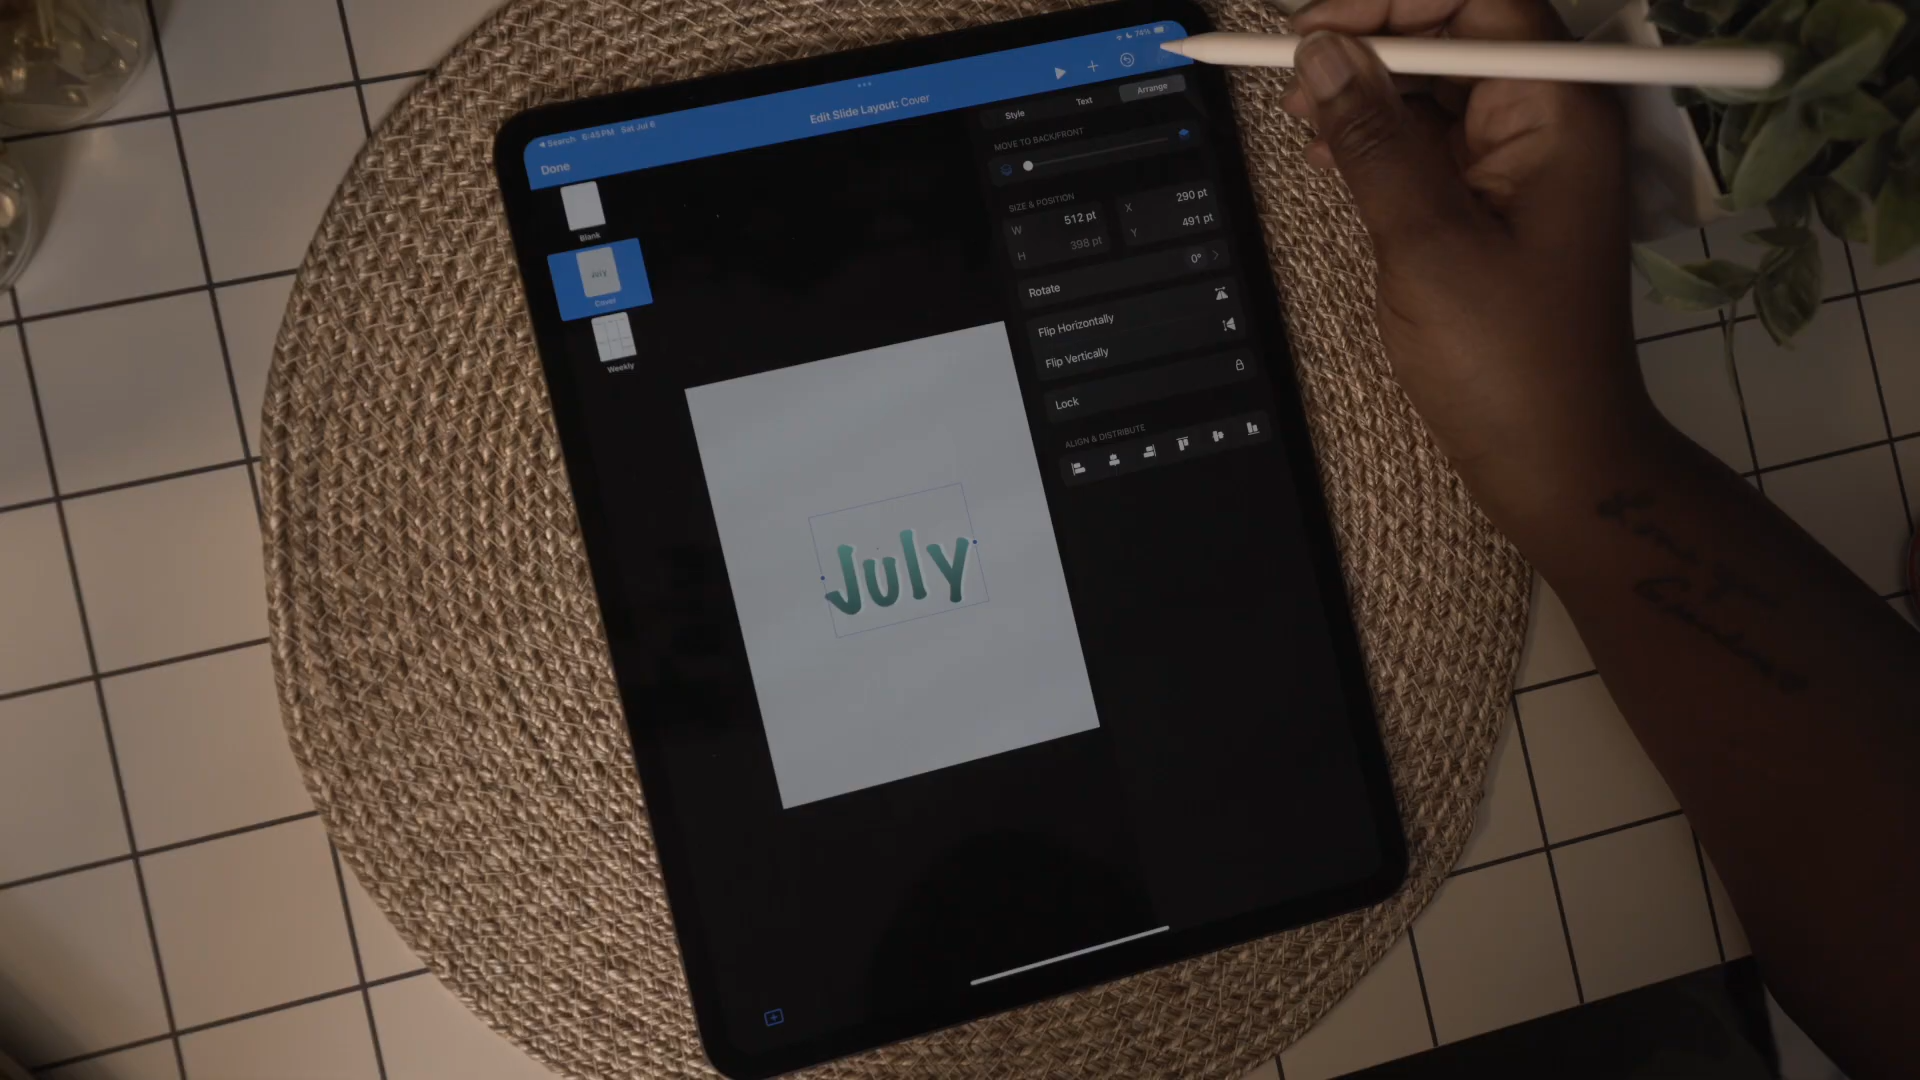 Search 6:45 PM Sat Jul 6
74%
Done
Edit Slide Layout: Cover
Style
Text
Arrange
MOVE TO BACK/FRONT
SIZE & POSITION
W 512 pt
X 290 pt
H 398 pt
Y 491 pt
Rotate 0°
Flip Horizontally
Flip Vertically
Lock
ALIGN & DISTRIBUTE
Blank
July
Cover
Weekly
July